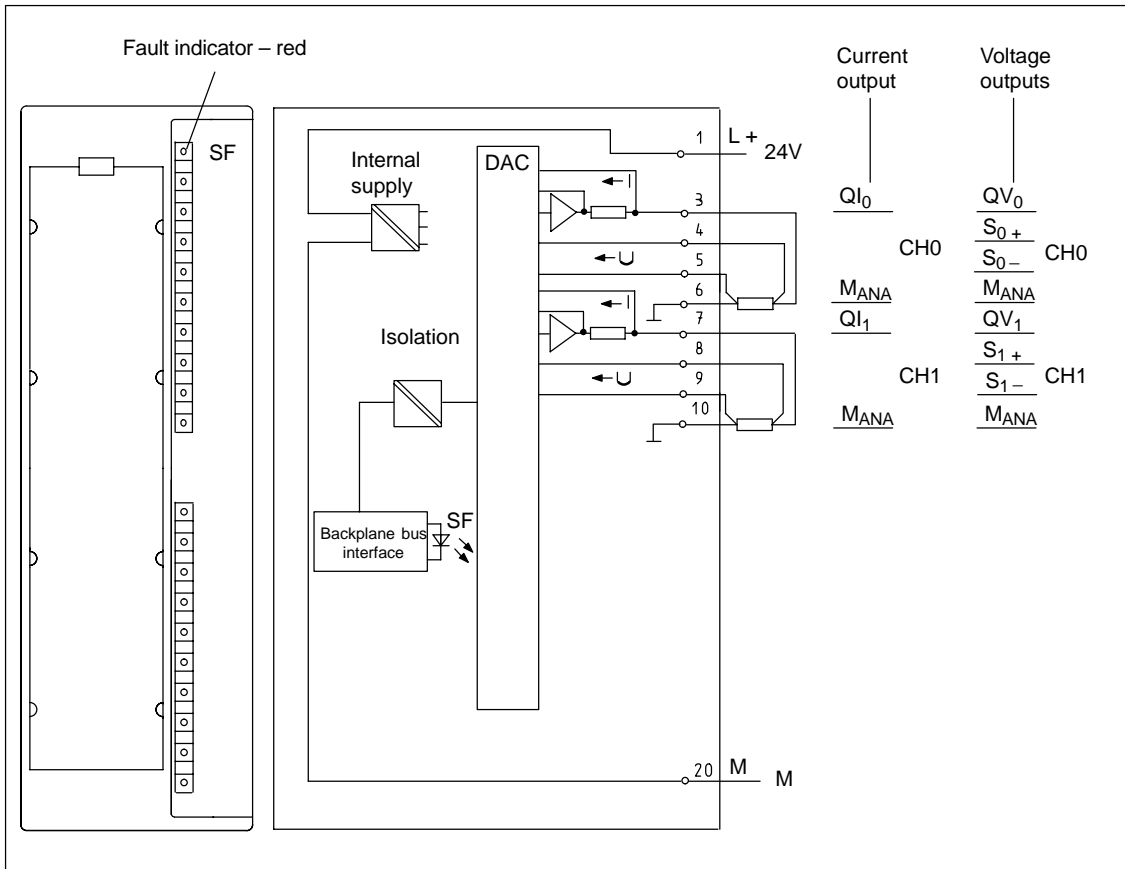 Fault indicator – red
Current output
Voltage outputs
SF
Internal supply
DAC
1 L +
24V
I
3
4
5
U
6
I
7
8
9
U
10
Isolation
Backplane bus interface
SF
20 M
M
QI0
CH0
MANA
QI1
CH1
MANA
QV0
S0 +
S0 –
CH0
MANA
QV1
S1 +
S1 –
CH1
MANA